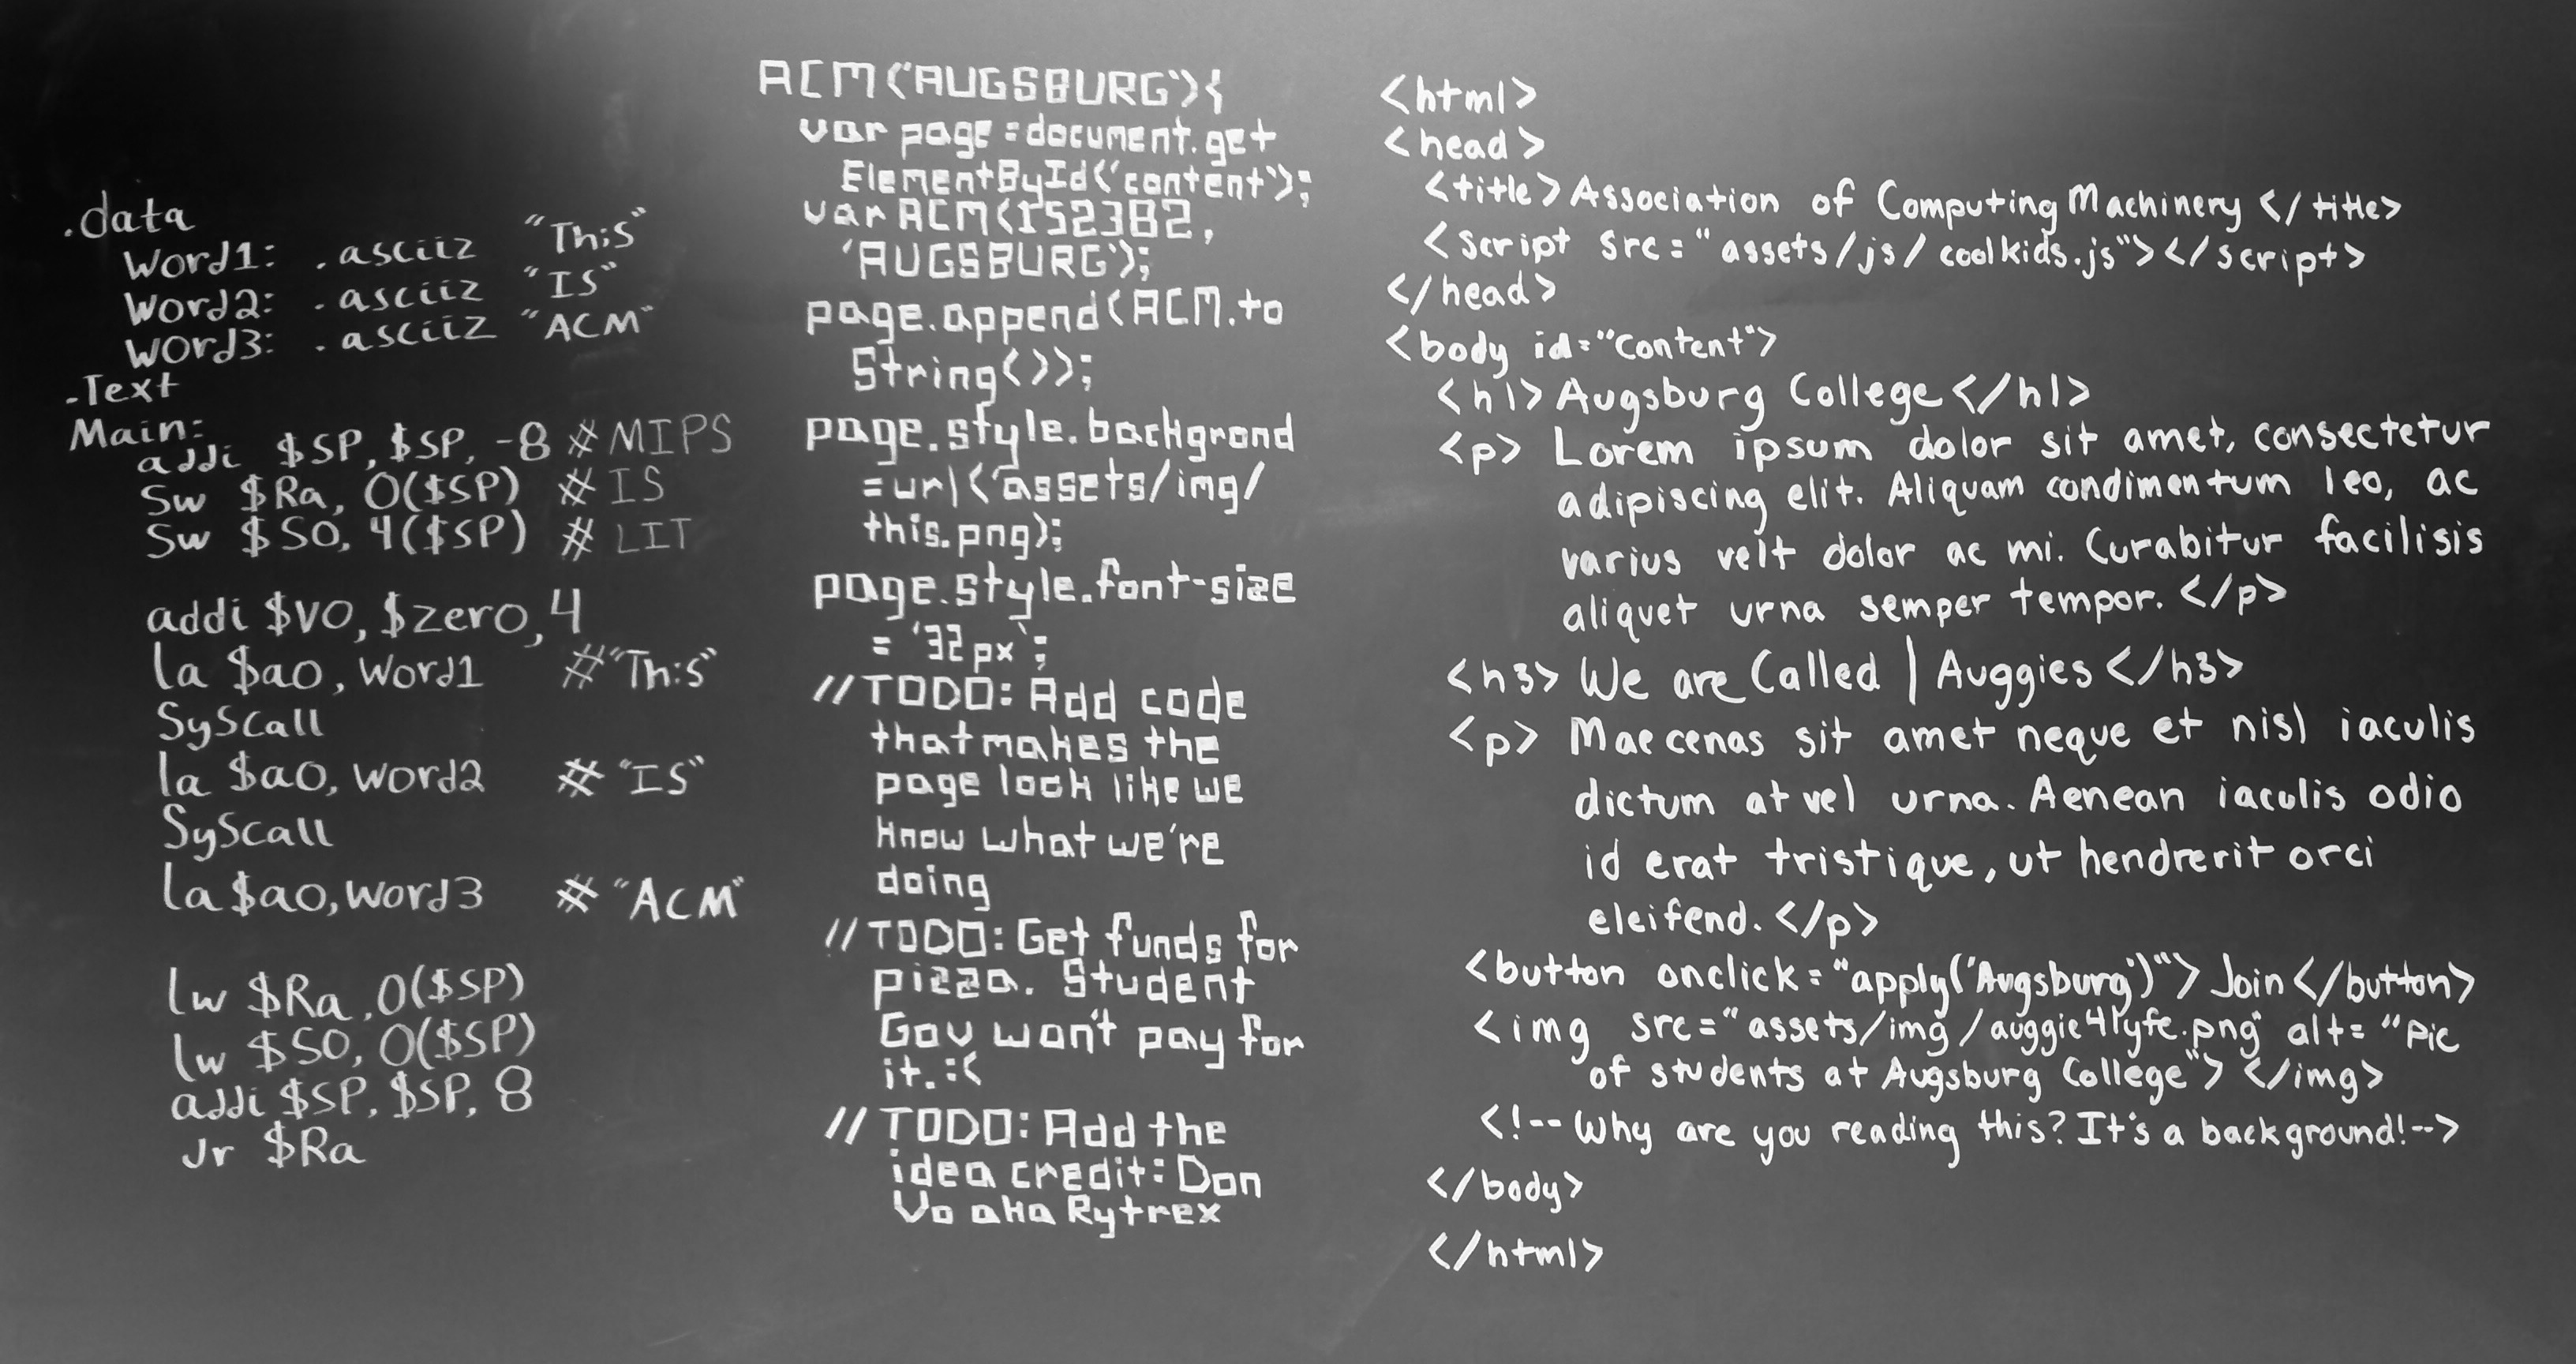 .data
Word1: .asciiz "This"
Word2: .asciiz "IS"
Word3: .asciiz "ACM"
.Text
Main:
addi $SP, $SP, -8 # MIPS
Sw $Ra, 0($SP) # IS
Sw $S0, 4($SP) # LIT
addi $v0, $zero, 4
la $a0, word1 #"This"
Syscall
la $a0, word2 # "IS"
Syscall
la $a0, word3 # "ACM"
lw $Ra, 0($SP)
lw $S0, 0($SP)
addi $SP, $SP, 8
Jr $Ra
ACM('AUGSBURG'){
var page=document.get
ElementById('content');
var ACM(IS2382,
'AUGSBURG');
page.append(ACM.to
String());
page.style.backgrond
=url('assets/img/
this.png);
page.style.font-size
= '32px';
//TODO: Add code
that makes the
page look like we
know what we're
doing
//TODO: Get funds for
pizza. Student
Gov won't pay for
it. :(
// TODO: Add the
idea credit: Don
Vo aka Rytrex
<html>
<head>
<title>Association of Computing Machinery</title>
<script src="assets/js/coolkids.js"></script>
</head>
<body id="content">
<h1>Augsburg College</h1>
<p> Lorem ipsum dolor sit amet, consectetur
adipiscing elit. Aliquam condimentum leo, ac
varius velt dolor ac mi. Curabitur facilisis
aliquet urna semper tempor.</p>
<h3> We are Called | Auggies</h3>
<p> Maecenas sit amet neque et nisl iaculis
dictum at vel urna. Aenean iaculis odio
id erat tristique, ut hendrerit orci
eleifend.</p>
<button onclick="apply('Augsburg')">Join</button>
<img src="assets/img/auggie4lyfe.png" alt="Pic
of students at Augsburg College"></img>
<!--Why are you reading this? It's a background!-->
</body>
</html>